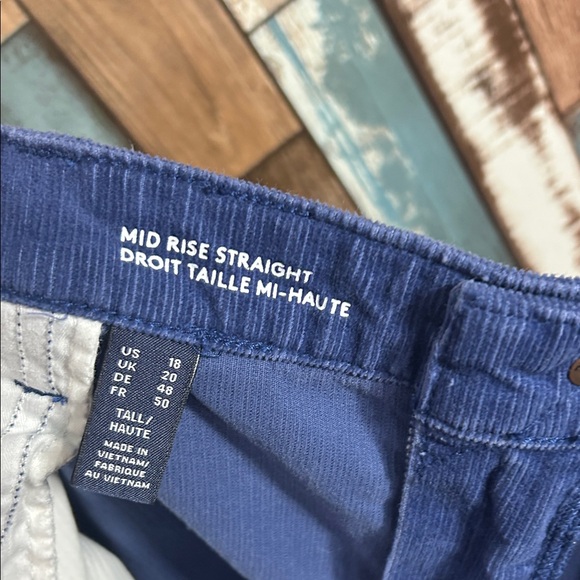 MID RISE STRAIGHT
DROIT TAILLE MI-HAUTE
US 18
UK 20
DE 48
FR 50
TALL/
HAUTE
MADE IN
VIETNAM/
FABRIQUE
AU VIETNAM